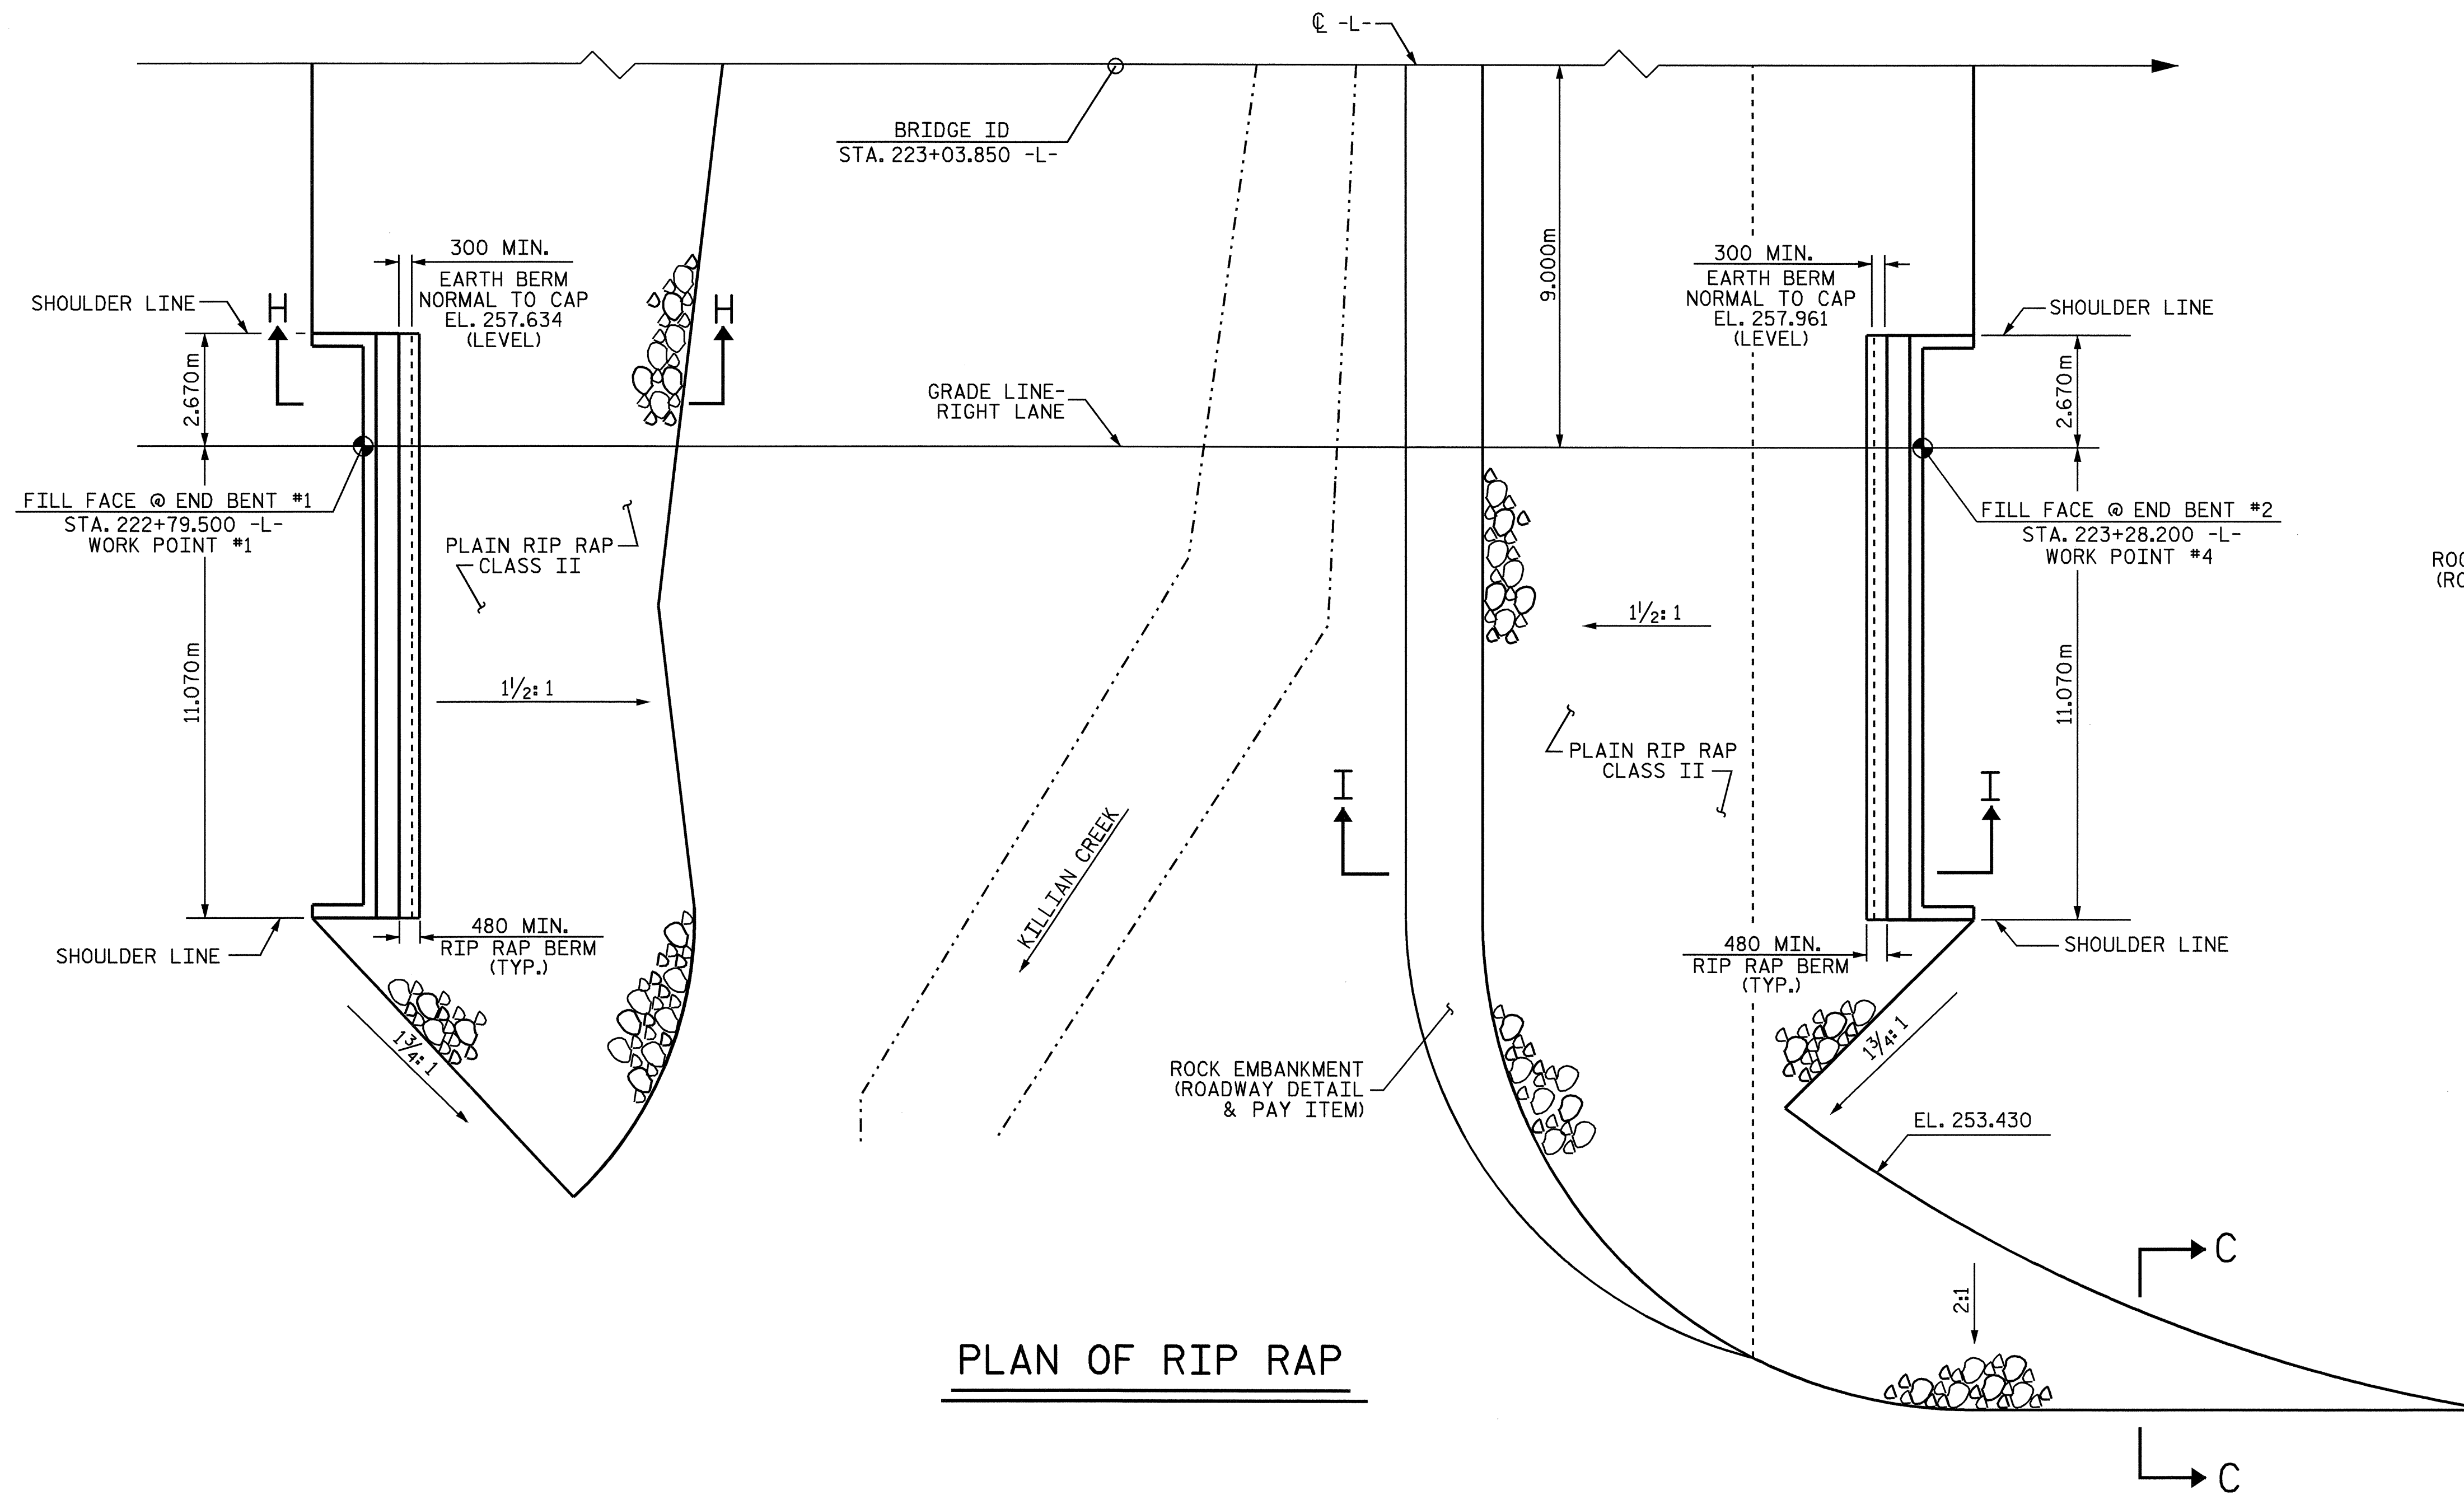 ℄ -L-
BRIDGE ID
STA. 223+03.850 -L-
300 MIN.
EARTH BERM
NORMAL TO CAP
EL. 257.634
(LEVEL)
SHOULDER LINE
H
H
2.670m
9.000m
300 MIN.
EARTH BERM
NORMAL TO CAP
EL. 257.961
(LEVEL)
SHOULDER LINE
2.670m
GRADE LINE-
RIGHT LANE
FILL FACE @ END BENT #1
STA. 222+79.500 -L-
WORK POINT #1
PLAIN RIP RAP
CLASS II
FILL FACE @ END BENT #2
STA. 223+28.200 -L-
WORK POINT #4
ROC
(RO
11.070m
1½:1
1½:1
11.070m
PLAIN RIP RAP
CLASS II
I
I
KILLIAN CREEK
480 MIN.
RIP RAP BERM
(TYP.)
SHOULDER LINE
480 MIN.
RIP RAP BERM
(TYP.)
SHOULDER LINE
1¾:1
1¾:1
ROCK EMBANKMENT
(ROADWAY DETAIL
& PAY ITEM)
EL. 253.430
C
2:1
PLAN OF RIP RAP
C